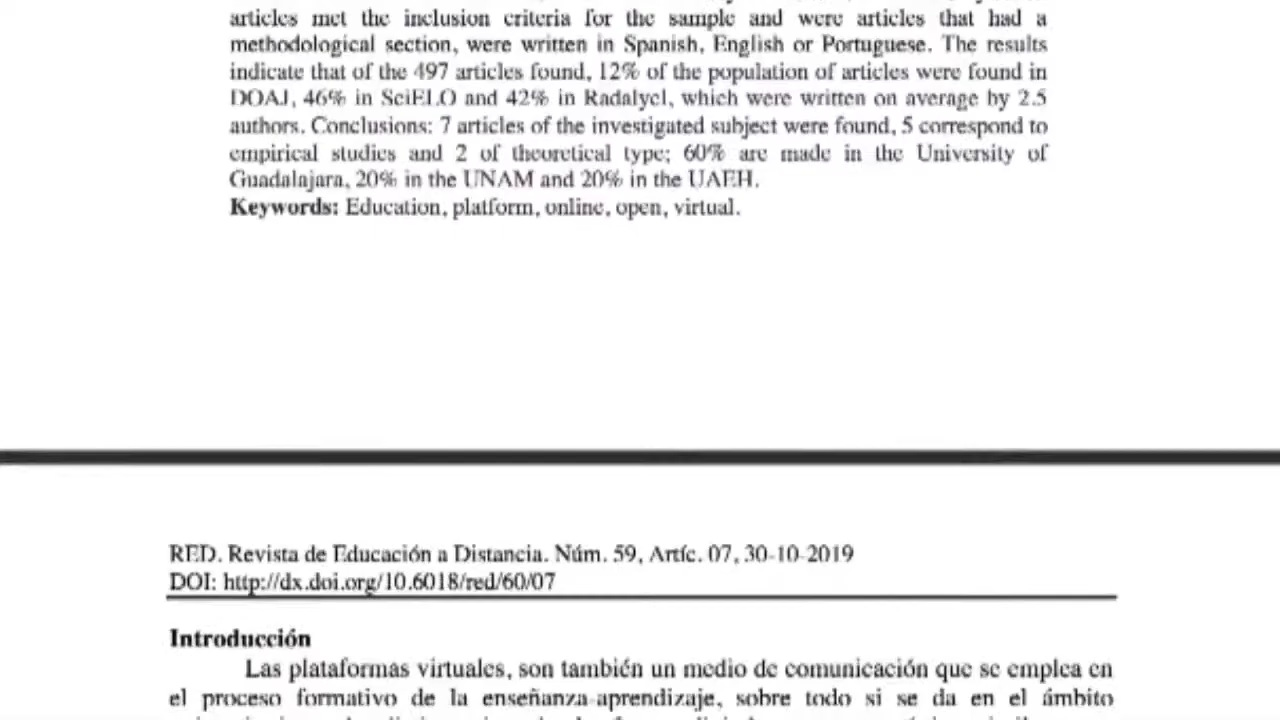 articles met the inclusion criteria for the sample and were articles that had a
methodological section, were written in Spanish, English or Portuguese. The results
indicate that of the 497 articles found, 12% of the population of articles were found in
DOAJ, 46% in SciELO and 42% in Radalycl, which were written on average by 2.5
authors. Conclusions: 7 articles of the investigated subject were found, 5 correspond to
empirical studies and 2 of theoretical type; 60% are made in the University of
Guadalajara, 20% in the UNAM and 20% in the UAEH.
Keywords: Education, platform, online, open, virtual.
RED. Revista de Educación a Distancia. Núm. 59, Artíc. 07, 30-10-2019
DOI: http://dx.doi.org/10.6018/red/60/07
Introducción
Las plataformas virtuales, son también un medio de comunicación que se emplea en
el proceso formativo de la enseñanza-aprendizaje, sobre todo si se da en el ámbito